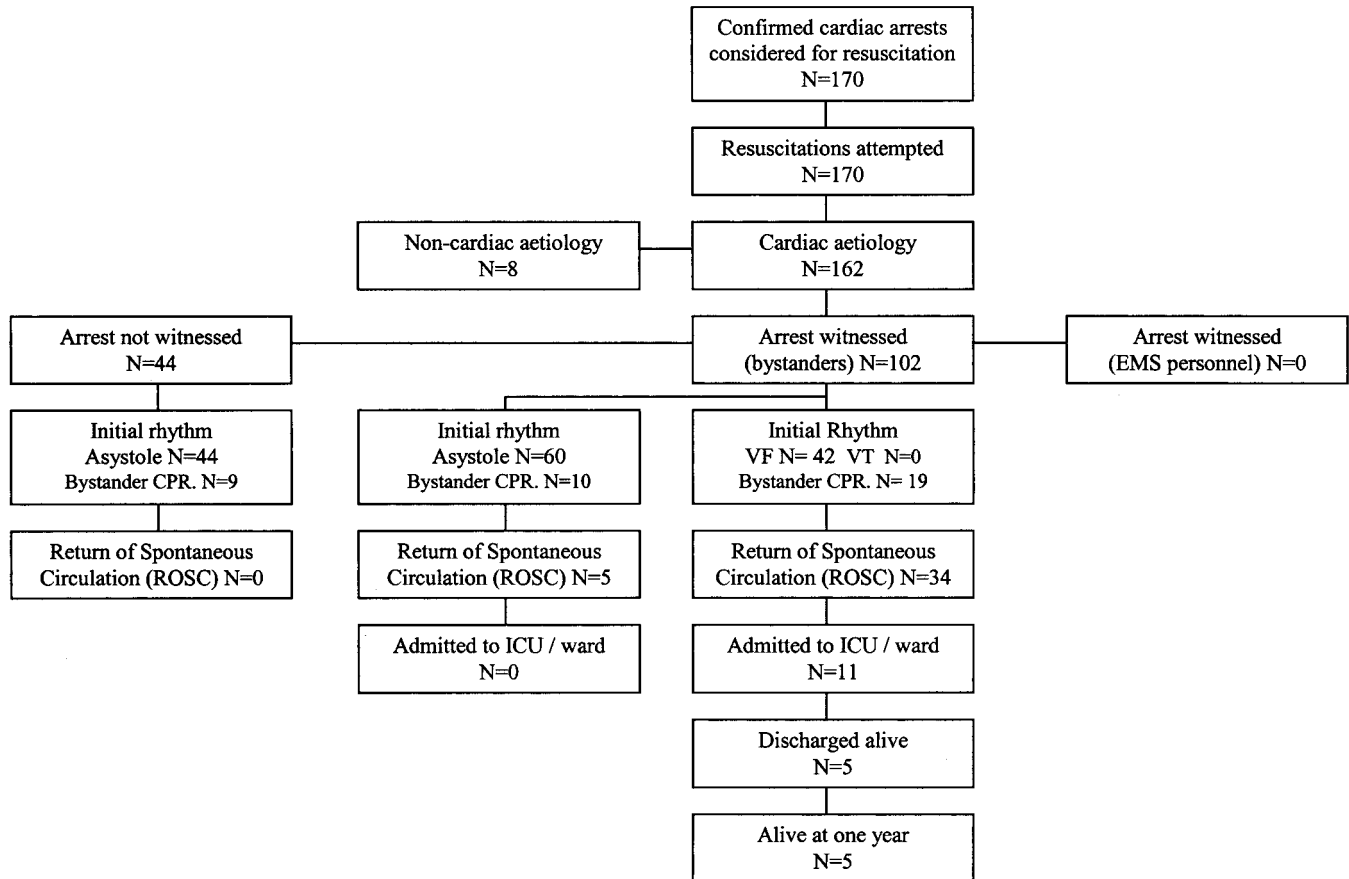 Confirmed cardiac arrests
considered for resuscitation
N=170
Resuscitations attempted
N=170
Non-cardiac aetiology
N=8
Cardiac aetiology
N=162
Arrest not witnessed
N=44
Arrest witnessed
(bystanders) N=102
Arrest witnessed
(EMS personnel) N=0
Initial rhythm
Asystole N=44
Bystander CPR. N=9
Initial rhythm
Asystole N=60
Bystander CPR. N=10
Initial Rhythm
VF N= 42 VT N=0
Bystander CPR. N= 19
Return of Spontaneous
Circulation (ROSC) N=0
Return of Spontaneous
Circulation (ROSC) N=5
Return of Spontaneous
Circulation (ROSC) N=34
Admitted to ICU / ward
N=0
Admitted to ICU / ward
N=11
Discharged alive
N=5
Alive at one year
N=5